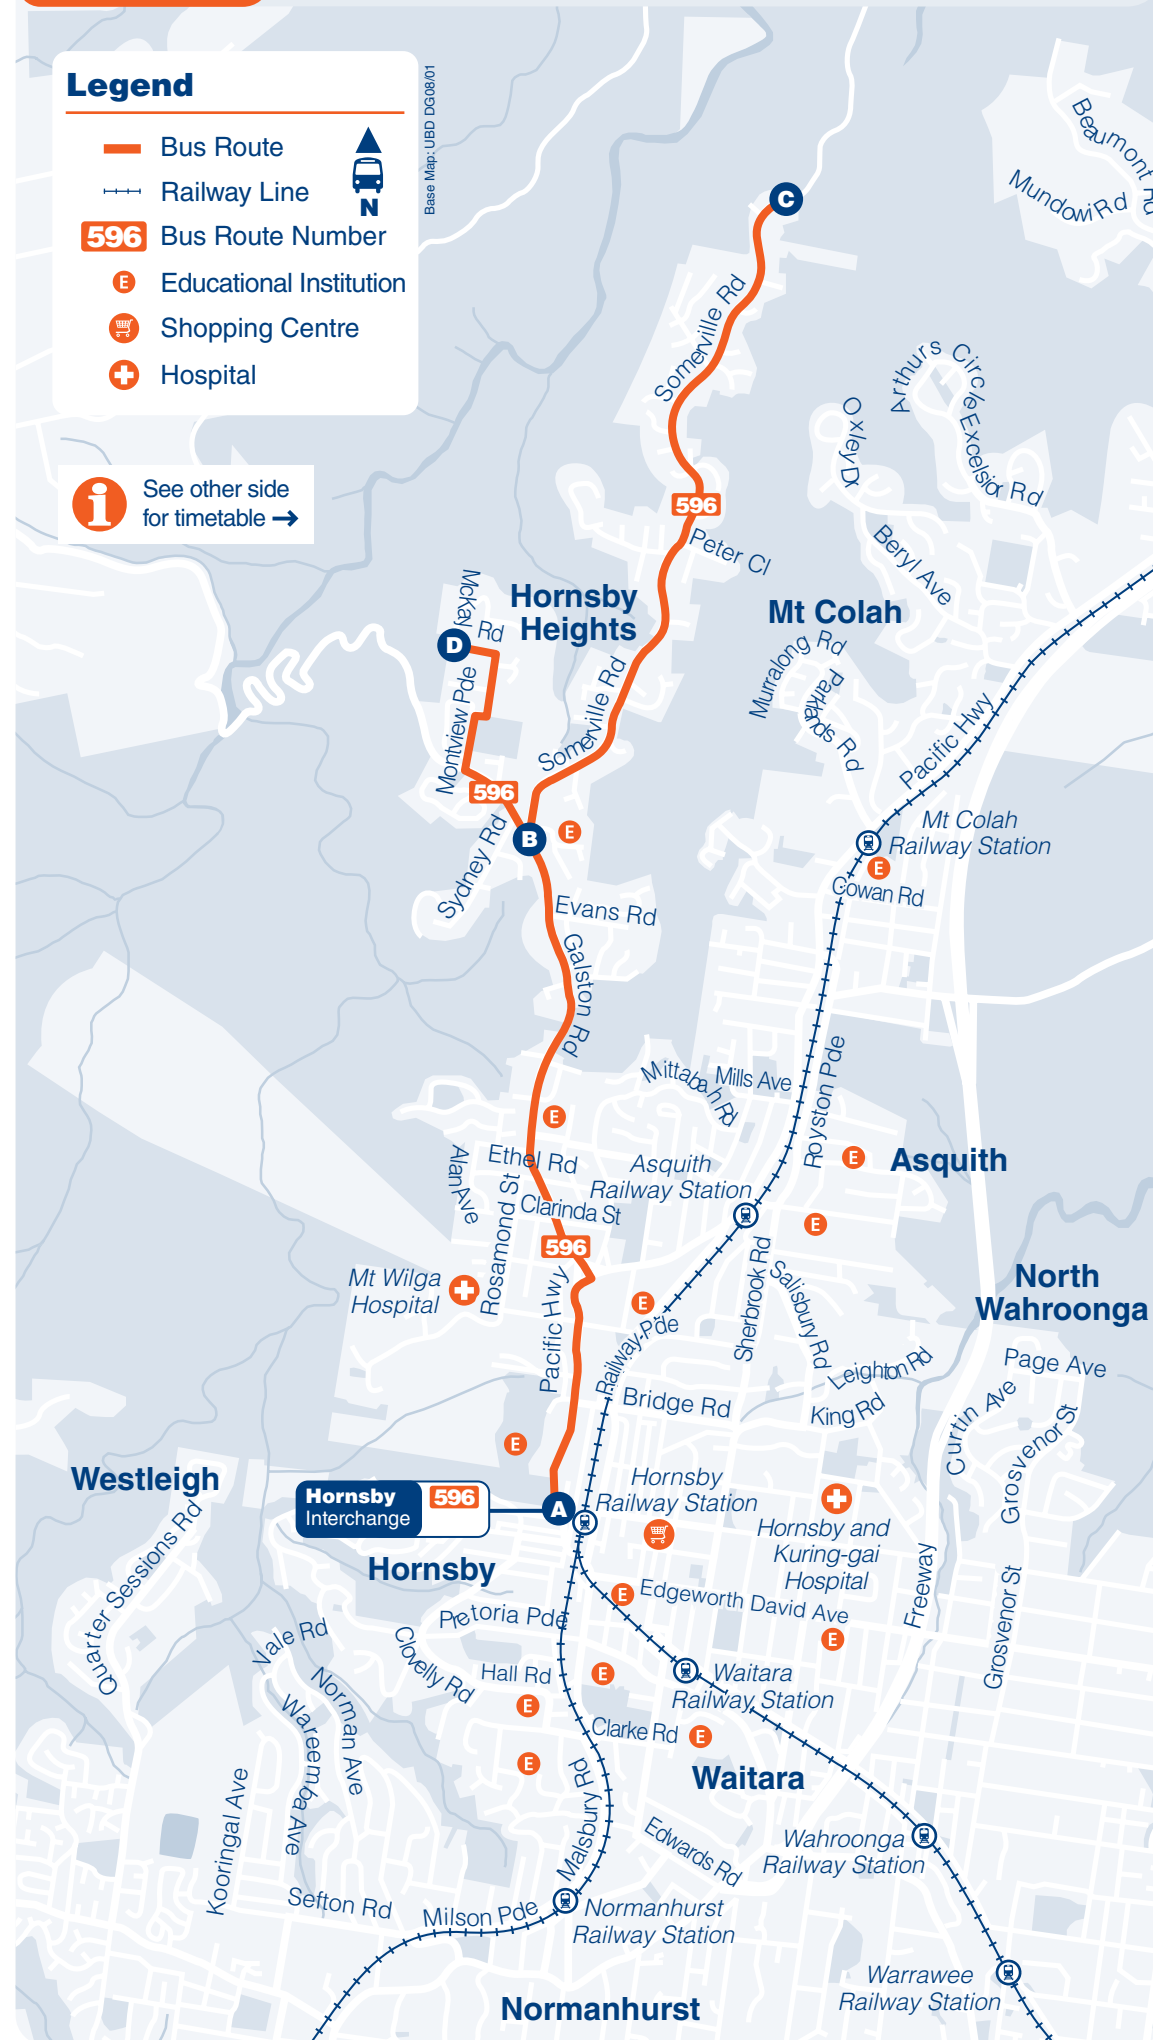 Legend
Bus Route
Railway Line
N
596 Bus Route Number
E Educational Institution
Shopping Centre
Hospital
Base Map: UBD DG08/01
i
See other side
for timetable →
Beaumont Rd
Mundowi Rd
C
Somerville Rd
Arthurs Circle
Oxley Dr
Excelsior Rd
596
Peter Cl
Beryl Ave
McKay Rd
Hornsby
Heights
Mt Colah
D
Murralong Rd
Parklands Rd
Montview Pde
Somerville Rd
Pacific Hwy
596
B
E
Sydney Rd
Mt Colah
Railway Station
E
Cowan Rd
Evans Rd
Galston Rd
Mittabah Rd
Mills Ave
Royston Pde
E
Alan Ave
Ethel Rd
Asquith
Railway Station
E
Asquith
Rosamond St
Clarinda St
E
596
Mt Wilga
Hospital
Pacific Hwy
E
Railway Pde
Sherbrook Rd
Salisbury Rd
North
Wahroonga
Leighton Rd
Page Ave
Bridge Rd
King Rd
Curtin Ave
Grosvenor St
E
Westleigh
Hornsby
Interchange
596
A
Hornsby
Railway Station
Hornsby and
Kuring-gai
Hospital
Quarter Sessions Rd
Hornsby
E
Edgeworth David Ave
Freeway
Grosvenor St
Pretoria Pde
E
Vale Rd
Clovelly Rd
Hall Rd
E
Waitara
Railway Station
Norman Ave
Wareemba Ave
E
Clarke Rd
E
E
Waitara
Malsbury Rd
Kooringal Ave
Edwards Rd
Wahroonga
Railway Station
Sefton Rd
Milson Pde
Normanhurst
Railway Station
Warrawee
Railway Station
Normanhurst